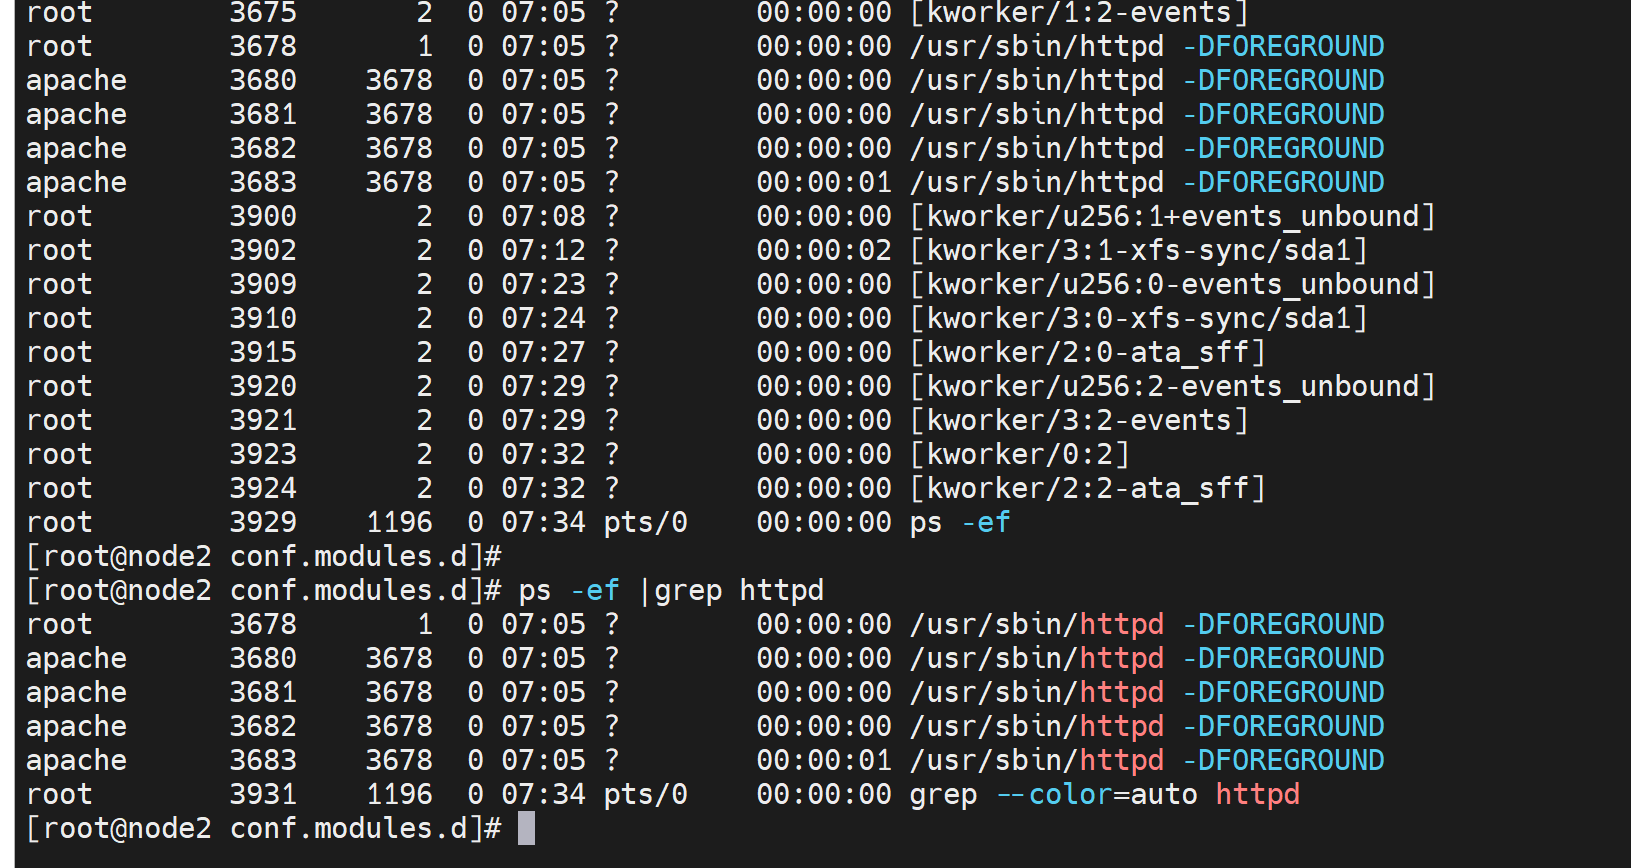 root        3675       2  0 07:05 ?        00:00:00 [kworker/1:2-events]
root        3678       1  0 07:05 ?        00:00:00 /usr/sbin/httpd -DFOREGROUND
apache      3680    3678  0 07:05 ?        00:00:00 /usr/sbin/httpd -DFOREGROUND
apache      3681    3678  0 07:05 ?        00:00:00 /usr/sbin/httpd -DFOREGROUND
apache      3682    3678  0 07:05 ?        00:00:00 /usr/sbin/httpd -DFOREGROUND
apache      3683    3678  0 07:05 ?        00:00:01 /usr/sbin/httpd -DFOREGROUND
root        3900       2  0 07:08 ?        00:00:00 [kworker/u256:1+events_unbound]
root        3902       2  0 07:12 ?        00:00:02 [kworker/3:1-xfs-sync/sda1]
root        3909       2  0 07:23 ?        00:00:00 [kworker/u256:0-events_unbound]
root        3910       2  0 07:24 ?        00:00:00 [kworker/3:0-xfs-sync/sda1]
root        3915       2  0 07:27 ?        00:00:00 [kworker/2:0-ata_sff]
root        3920       2  0 07:29 ?        00:00:00 [kworker/u256:2-events_unbound]
root        3921       2  0 07:29 ?        00:00:00 [kworker/3:2-events]
root        3923       2  0 07:32 ?        00:00:00 [kworker/0:2]
root        3924       2  0 07:32 ?        00:00:00 [kworker/2:2-ata_sff]
root        3929    1196  0 07:34 pts/0    00:00:00 ps -ef
[root@node2 conf.modules.d]#
[root@node2 conf.modules.d]# ps -ef |grep httpd
root        3678       1  0 07:05 ?        00:00:00 /usr/sbin/httpd -DFOREGROUND
apache      3680    3678  0 07:05 ?        00:00:00 /usr/sbin/httpd -DFOREGROUND
apache      3681    3678  0 07:05 ?        00:00:00 /usr/sbin/httpd -DFOREGROUND
apache      3682    3678  0 07:05 ?        00:00:00 /usr/sbin/httpd -DFOREGROUND
apache      3683    3678  0 07:05 ?        00:00:01 /usr/sbin/httpd -DFOREGROUND
root        3931    1196  0 07:34 pts/0    00:00:00 grep --color=auto httpd
[root@node2 conf.modules.d]#